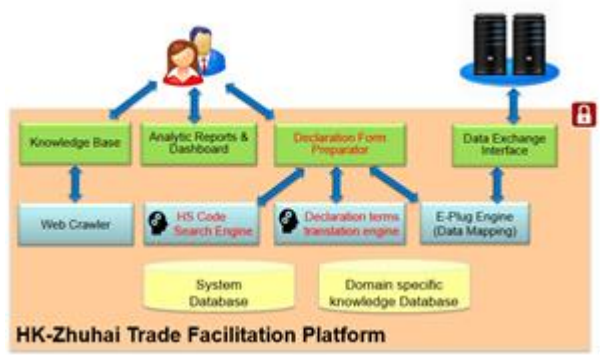 Knowledge Base
Analytic Reports &
Dashboard
Declaration Form
Preparator
Data Exchange
Interface
Web Crawler
HS Code
Search Engine
Declaration terms
translation engine
E-Plug Engine
(Data Mapping)
System
Database
Domain specific
knowledge Database
HK-Zhuhai Trade Facilitation Platform